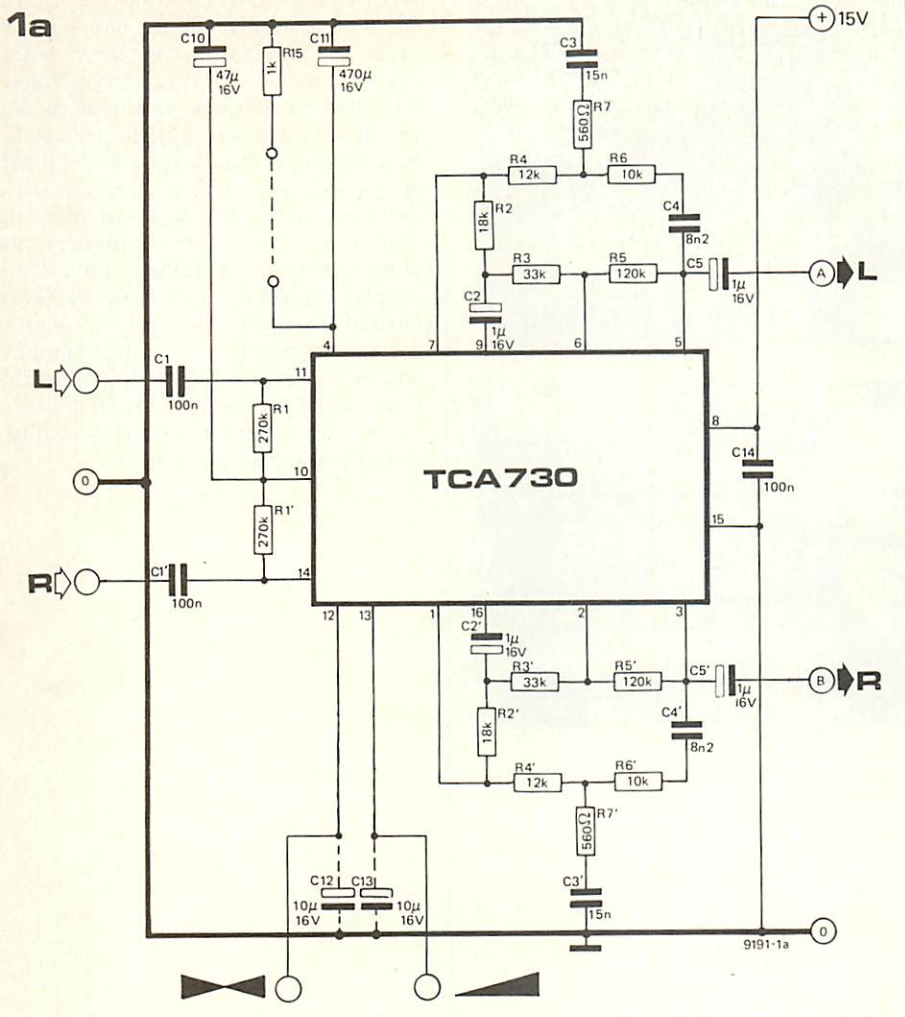 1a
15V
C10
47µ
16V
1k
R15
C11
470µ
16V
C3
15n
560Ω
R7
R4
12k
R6
10k
18k
R2
C4
8n2
R3
33k
R5
120k
C5
1µ
16V
A
L
C2
1µ
16V
4
7
9
6
5
L
C1
100n
11
270k
R1
8
C14
100n
TCA730
0
10
270k
R1'
15
R
C1'
100n
14
12
13
1
16
2
3
C2'
1µ
16V
R3'
33k
R5'
120k
C5'
1µ
i6V
B
R
18k
R2'
C4'
8n2
R4'
12k
R6'
10k
560Ω
R7'
C12
10µ
16V
C13
10µ
16V
C3'
15n
0
9191-1a